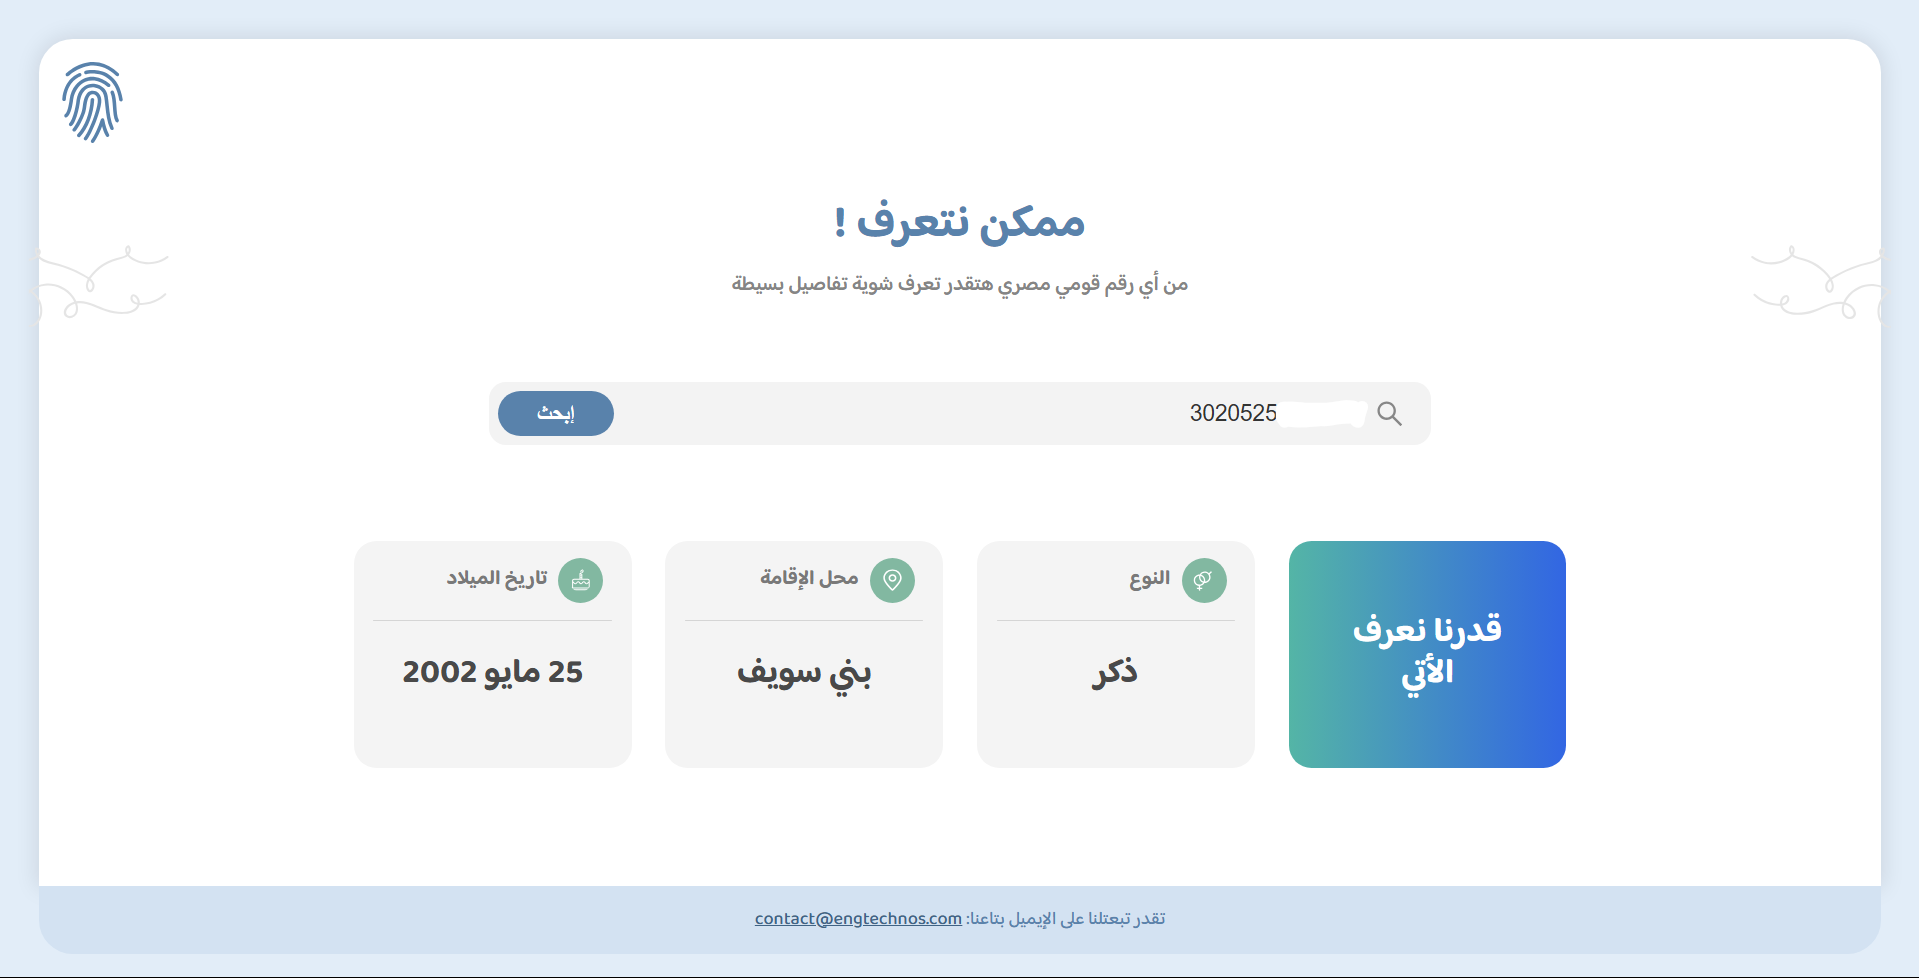 ممكن نتعرف !
من أي رقم قومي مصري هتقدر تعرف شوية تفاصيل بسيطة
3020525
إبحث
قدرنا نعرف
الأتي
النوع
ذكر
محل الإقامة
بني سويف
تاريخ الميلاد
25 مايو 2002
تقدر تبعتلنا على الإيميل بتاعنا: contact@engtechnos.com